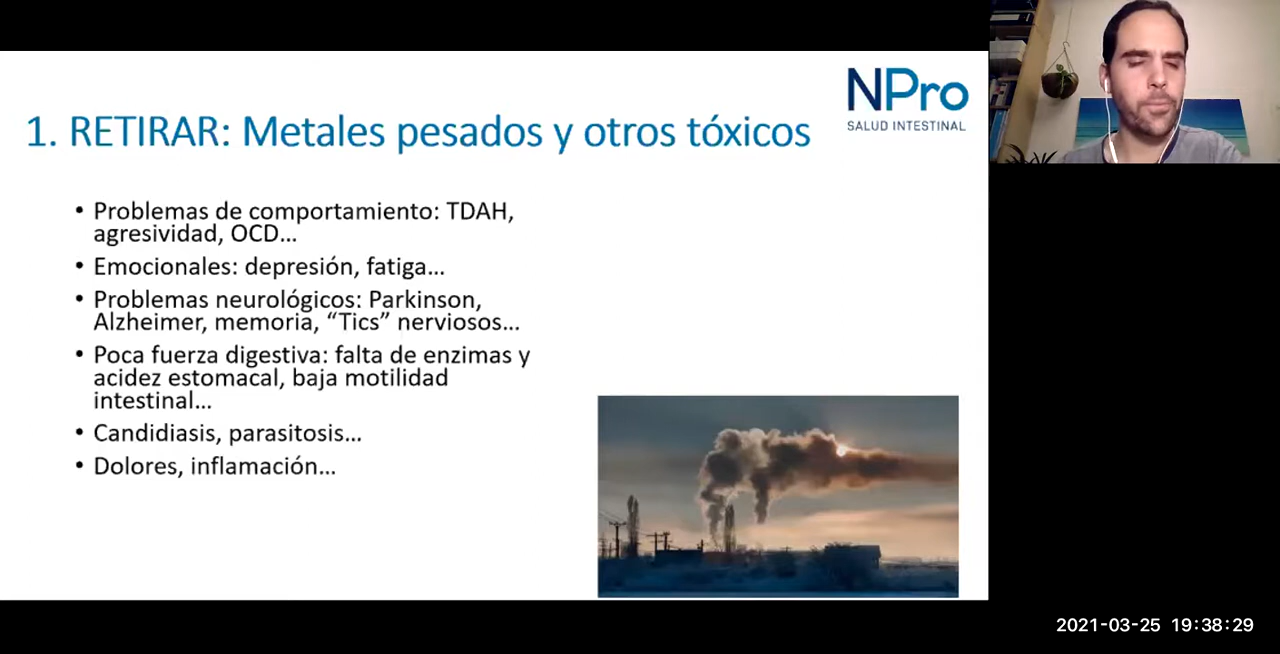 NPro
SALUD INTESTINAL
1. RETIRAR: Metales pesados y otros tóxicos
• Problemas de comportamiento: TDAH,
agresividad, OCD...
• Emocionales: depresión, fatiga...
• Problemas neurológicos: Parkinson,
Alzheimer, memoria, “Tics” nerviosos...
• Poca fuerza digestiva: falta de enzimas y
acidez estomacal, baja motilidad
intestinal...
• Candidiasis, parasitosis...
• Dolores, inflamación...
2021-03-25 19:38:29